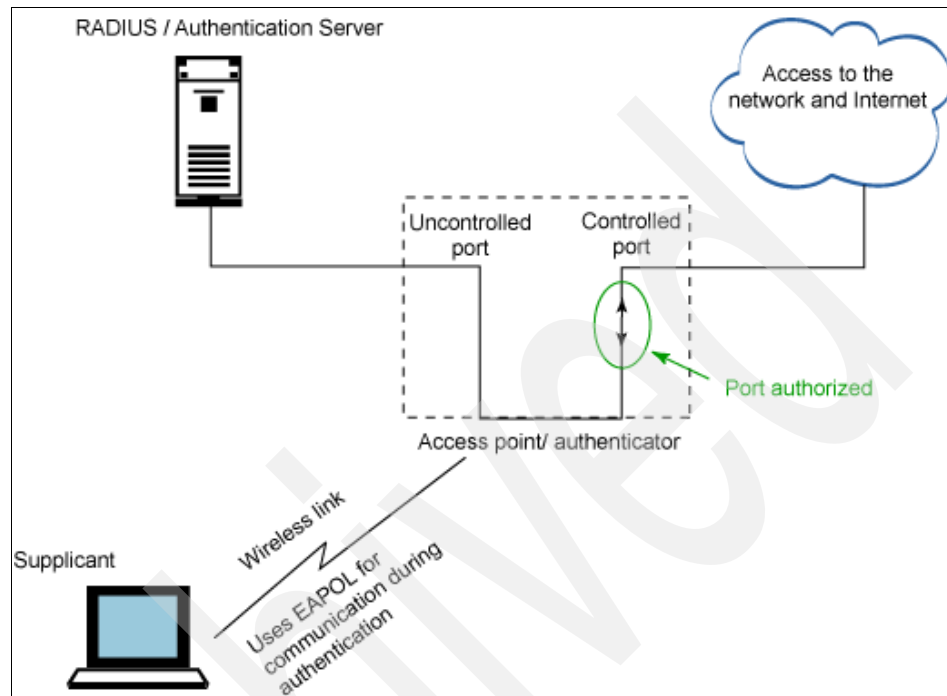 RADIUS / Authentication Server
Access to the
network and Internet
Uncontrolled
port
Controlled
port
Port authorized
Access point/ authenticator
Wireless link
Uses EAPOL for
communication during
authentication
Supplicant